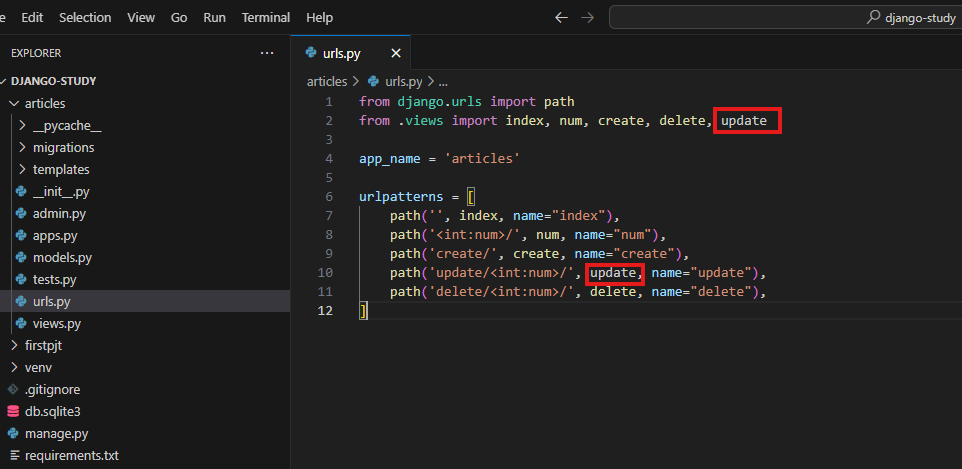 e Edit Selection View Go Run Terminal Help
django-study
EXPLORER ...
DJANGO-STUDY
articles
__pycache__
migrations
templates
__init__.py
admin.py
apps.py
models.py
tests.py
urls.py
views.py
firstpjt
venv
.gitignore
db.sqlite3
manage.py
requirements.txt
urls.py
articles > urls.py > ...
1 from django.urls import path
2 from .views import index, num, create, delete, update
3
4 app_name = 'articles'
5
6 urlpatterns = [
7 path('', index, name="index"),
8 path('<int:num>/', num, name="num"),
9 path('create/', create, name="create"),
10 path('update/<int:num>/', update, name="update"),
11 path('delete/<int:num>/', delete, name="delete"),
12 ]